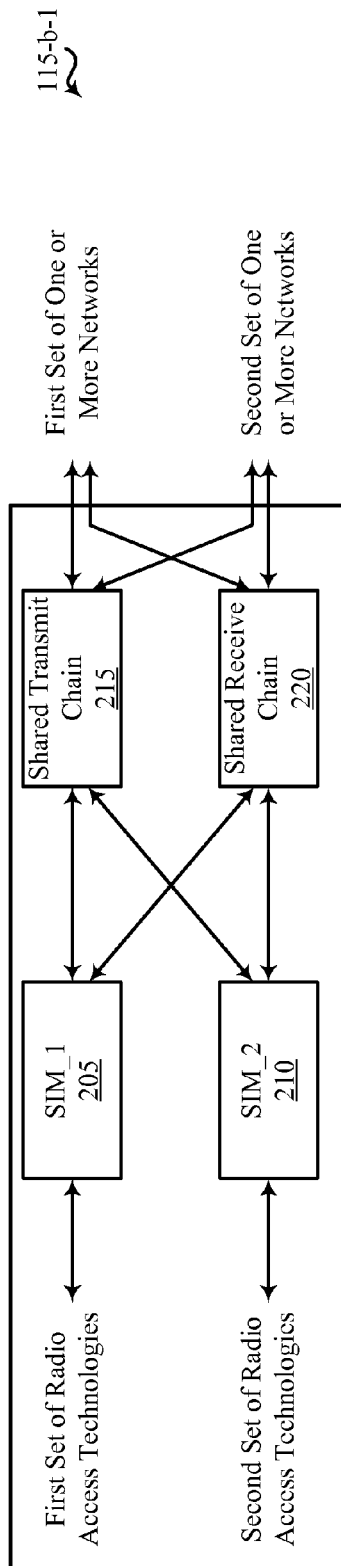 115-b-1
First Set of Radio
Access Technologies
SIM_1
205
Shared Transmit
Chain
215
First Set of One or
More Networks
Second Set of Radio
Access Technologies
SIM_2
210
Shared Receive
Chain
220
Second Set of One
or More Networks